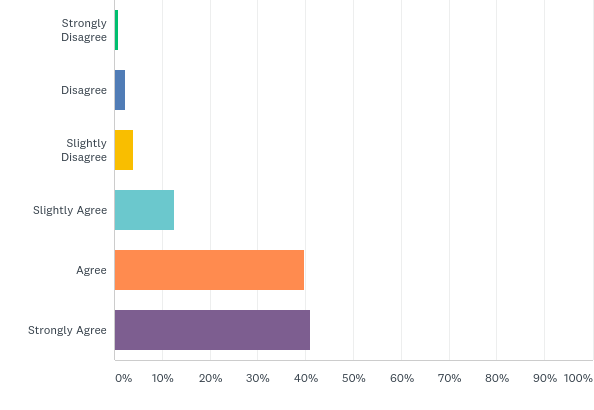 Strongly
Disagree
Disagree
Slightly
Disagree
Slightly Agree
Agree
Strongly Agree
0% 10% 20% 30% 40% 50% 60% 70% 80% 90% 100%